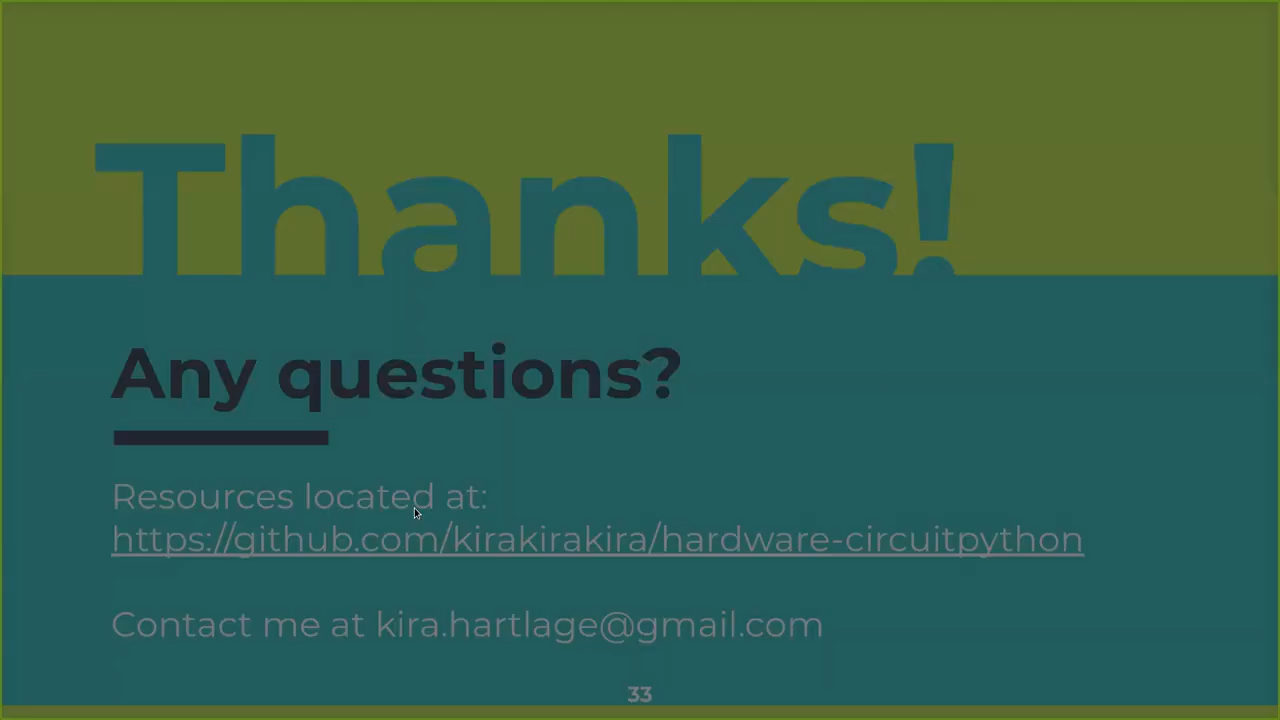 Thanks!
Any questions?
Resources located at:
https://github.com/kirakirakira/hardware-circuitpython
Contact me at kira.hartlage@gmail.com
33